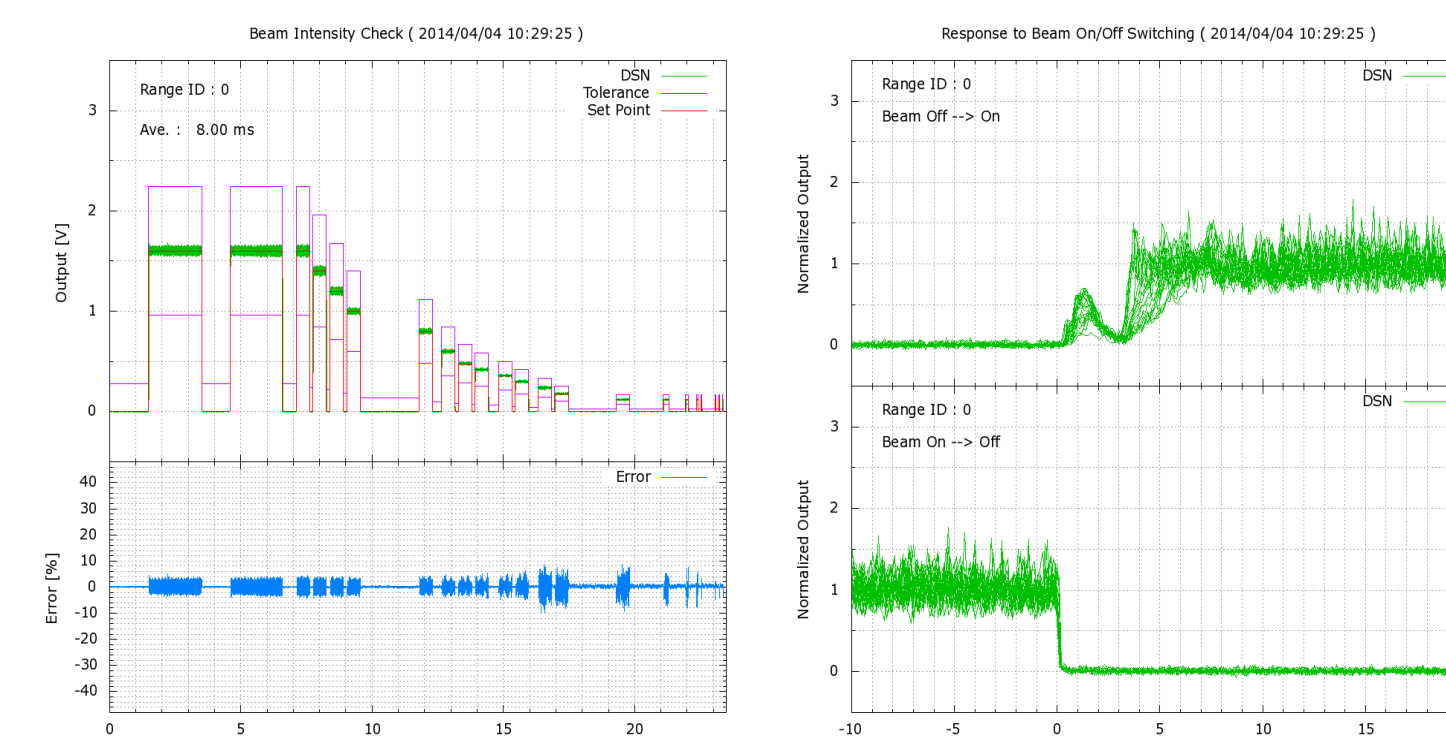 Beam Intensity Check ( 2014/04/04 10:29:25 )
Range ID : 0
Ave. :   8.00 ms
DSN
Tolerance
Set Point
Output [V]
3
2
1
0
Error
Error [%]
40
30
20
10
0
-10
-20
-30
-40
0 5 10 15 20
Response to Beam On/Off Switching ( 2014/04/04 10:29:25 )
Range ID : 0
Beam Off --> On
DSN
Normalized Output
3
2
1
0
Range ID : 0
Beam On --> Off
DSN
Normalized Output
3
2
1
0
-10 -5 0 5 10 15